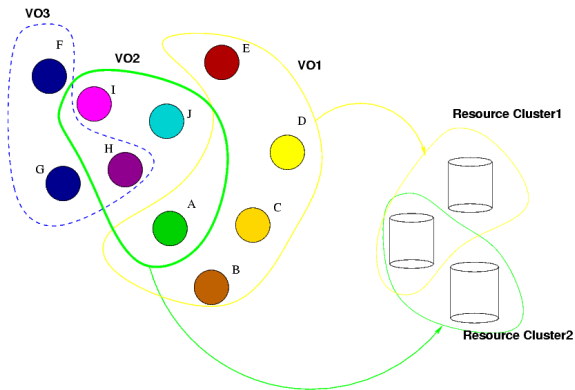 VO3
F
E
VO2
VO1
I
J
Resource Cluster1
D
H
G
A
C
B
Resource Cluster2